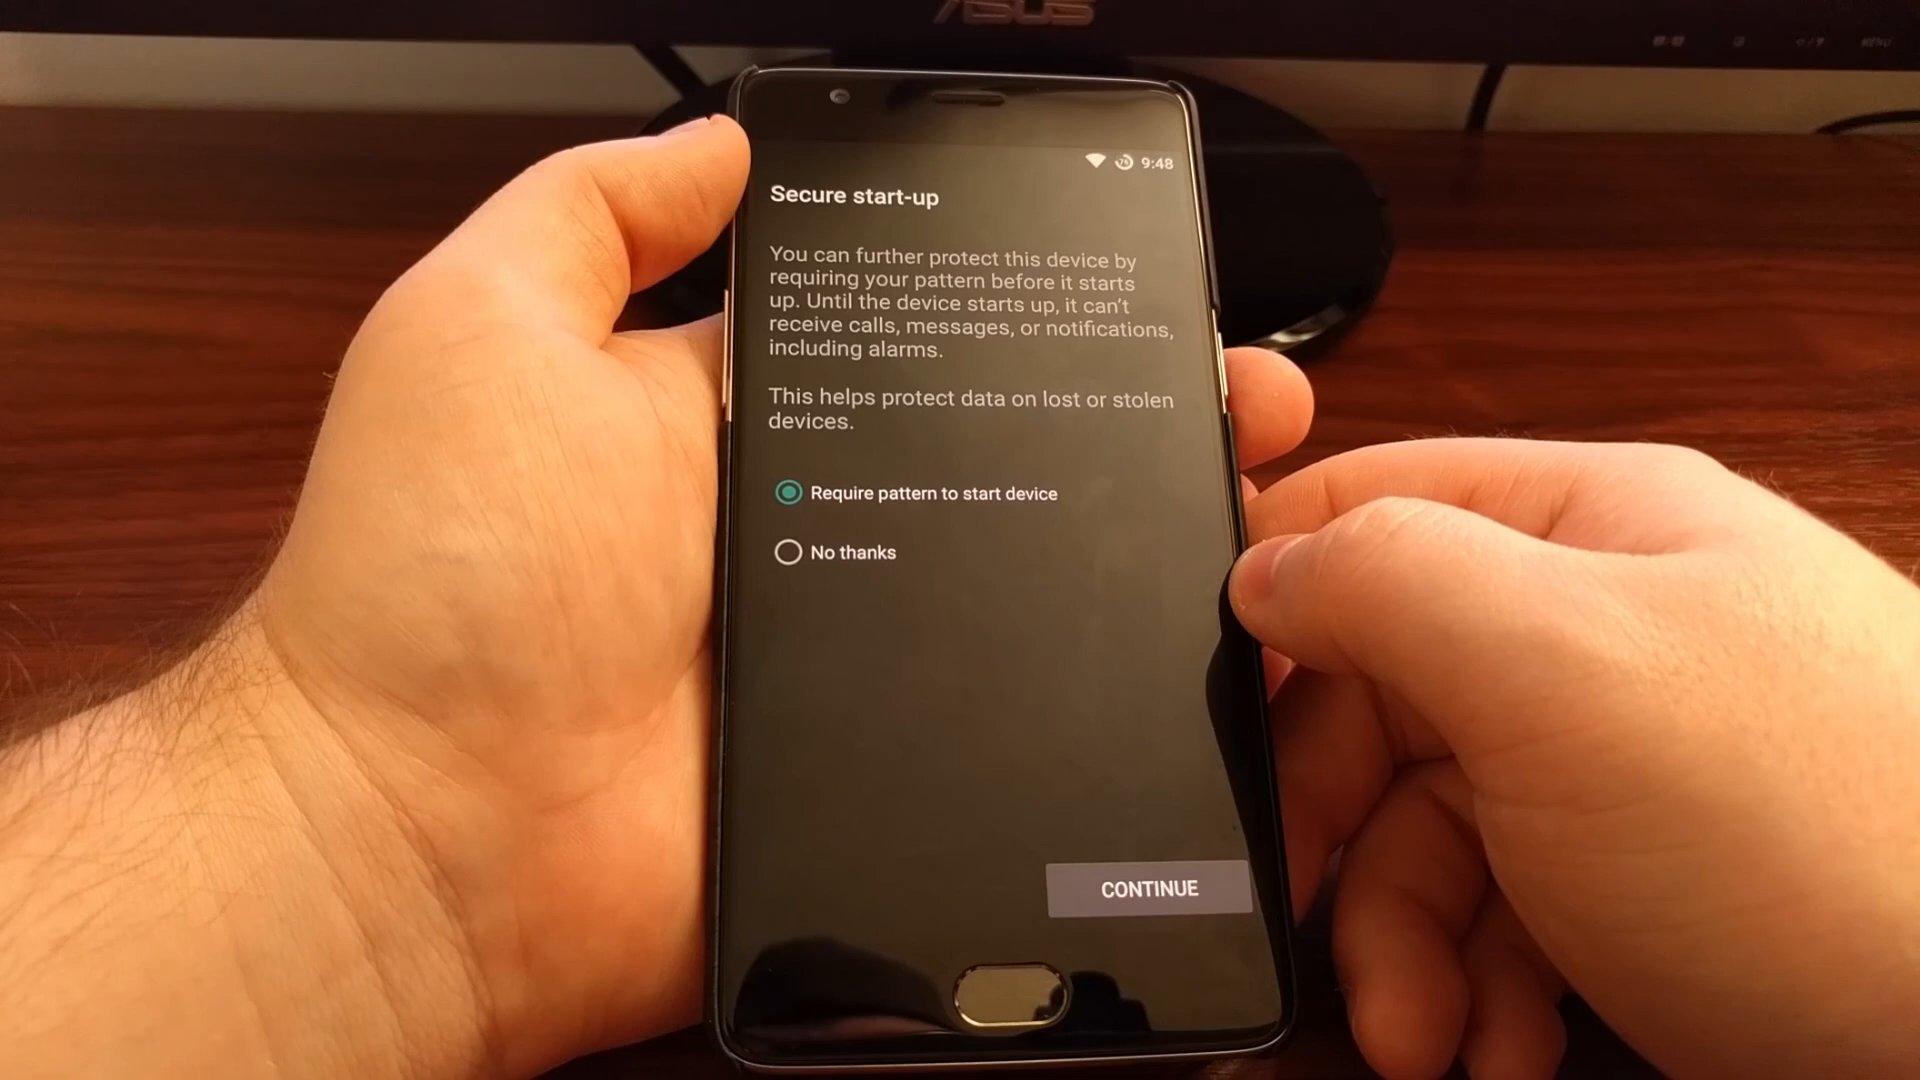 ASUS
MENU
9:48
Secure start-up
You can further protect this device by
requiring your pattern before it starts
up. Until the device starts up, it can't
receive calls, messages, or notifications,
including alarms.
This helps protect data on lost or stolen
devices.
Require pattern to start device
No thanks
CONTINUE